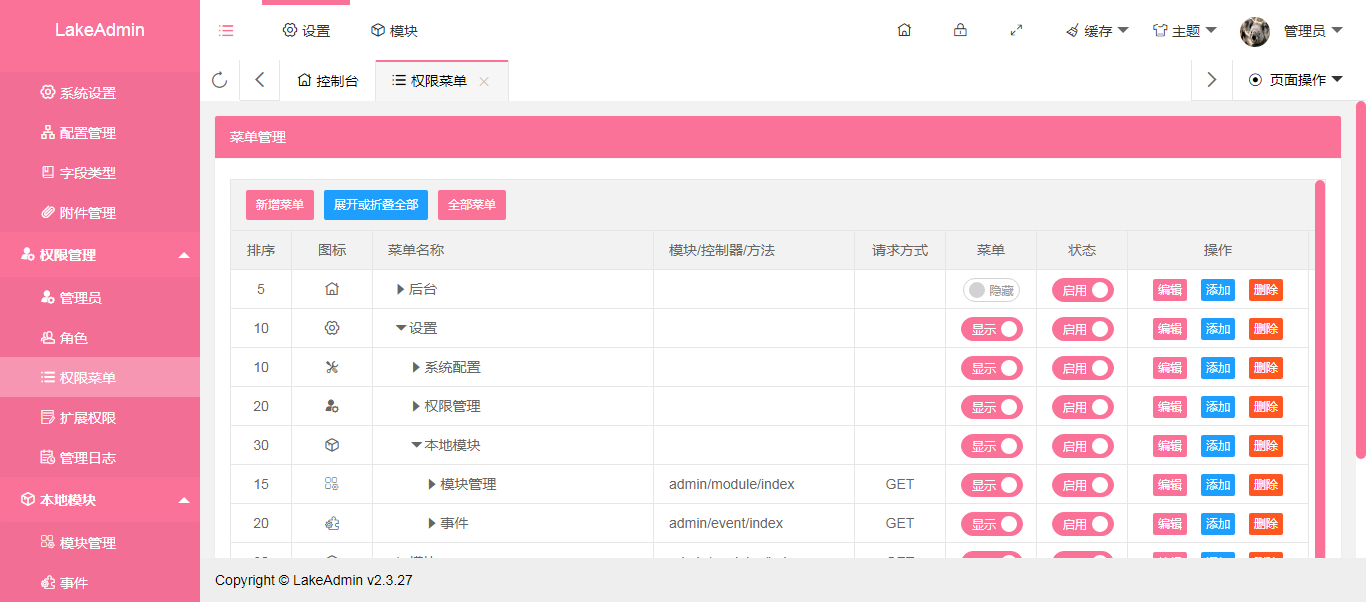 LakeAdmin
设置 模块 缓存 主题 管理员
控制台 权限菜单 页面操作
系统设置
配置管理
字段类型
附件管理
权限管理
管理员
角色
权限菜单
扩展权限
管理日志
本地模块
模块管理
事件
菜单管理
新增菜单 展开或折叠全部 全部菜单
排序 图标 菜单名称 模块/控制器/方法 请求方式 菜单 状态 操作
5 后台 隐藏 启用 编辑 添加 删除
10 设置 显示 启用 编辑 添加 删除
10 系统配置 显示 启用 编辑 添加 删除
20 权限管理 显示 启用 编辑 添加 删除
30 本地模块 显示 启用 编辑 添加 删除
15 模块管理 admin/module/index GET 显示 启用 编辑 添加 删除
20 事件 admin/event/index GET 显示 启用 编辑 添加 删除
Copyright © LakeAdmin v2.3.27